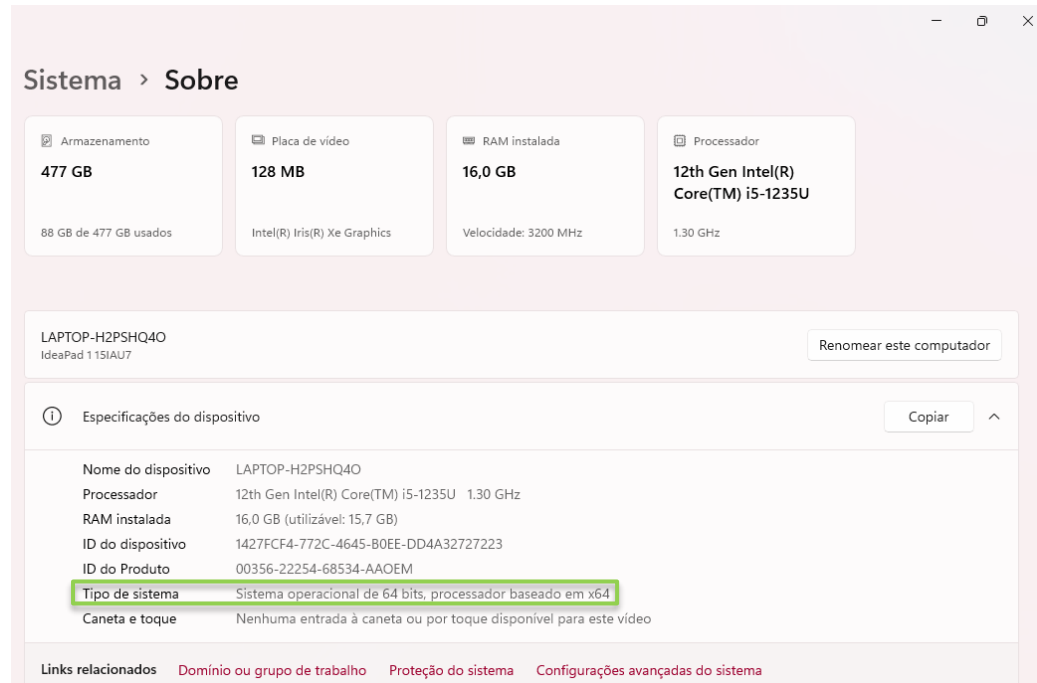 Sistema > Sobre
Armazenamento
477 GB
88 GB de 477 GB usados
Placa de vídeo
128 MB
Intel(R) Iris(R) Xe Graphics
RAM instalada
16,0 GB
Velocidade: 3200 MHz
Processador
12th Gen Intel(R)
Core(TM) i5-1235U
1.30 GHz
LAPTOP-H2PSHQ4O
IdeaPad 1 15IAU7
Renomear este computador
Especificações do dispositivo
Copiar
Nome do dispositivo LAPTOP-H2PSHQ4O
Processador 12th Gen Intel(R) Core(TM) i5-1235U 1.30 GHz
RAM instalada 16,0 GB (utilizável: 15,7 GB)
ID do dispositivo 1427FCF4-772C-4645-B0EE-DD4A32727223
ID do Produto 00356-22254-68534-AAOEM
Tipo de sistema Sistema operacional de 64 bits, processador baseado em x64
Caneta e toque Nenhuma entrada à caneta ou por toque disponível para este vídeo
Links relacionados Domínio ou grupo de trabalho Proteção do sistema Configurações avançadas do sistema